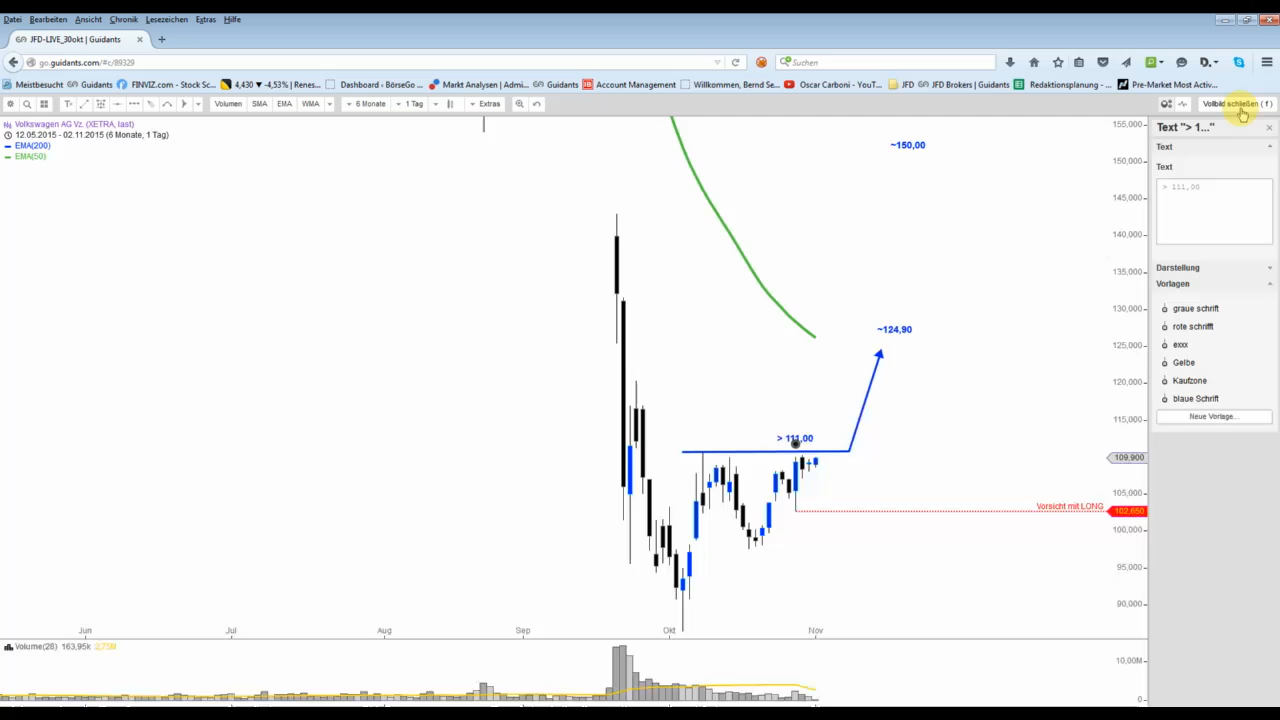 Datei Bearbeiten Ansicht Chronik Lesezeichen Extras Hilfe
JFD-LIVE_30okt | Guidants
go.guidants.com/#c/89329
Suchen
Meistbesucht Guidants FINVIZ.com - Stock Sc... 4,430 ▼ -4,53% | Renes... Dashboard - BörseGo ... Markt Analysen | Admi... Guidants Account Management Willkommen, Bernd Se... Oscar Carboni - YouT... JFD JFD Brokers | Guidants Redaktionsplanung - ... Pre-Market Most Activ...
Volumen SMA EMA WMA 6 Monate 1 Tag Extras Vollbild schließen ( f )
Volkswagen AG Vz. (XETRA, last)
12.05.2015 - 02.11.2015 (6 Monate, 1 Tag)
EMA(200)
EMA(50)
~150,00
~124,90
> 111,00
Vorsicht mit LONG
155,000
150,000
145,000
140,000
135,000
130,000
125,000
120,000
115,000
109,900
105,000
102,650
100,000
95,000
90,000
Jun Jul Aug Sep Okt Nov
Volume(28) 163,95k
10,00M
0
Text "> 1..."
Text
Text
> 111,00
Darstellung
Vorlagen
graue schrift
rote schrifft
exxx
Gelbe
Kaufzone
blaue Schrift
Neue Vorlage...